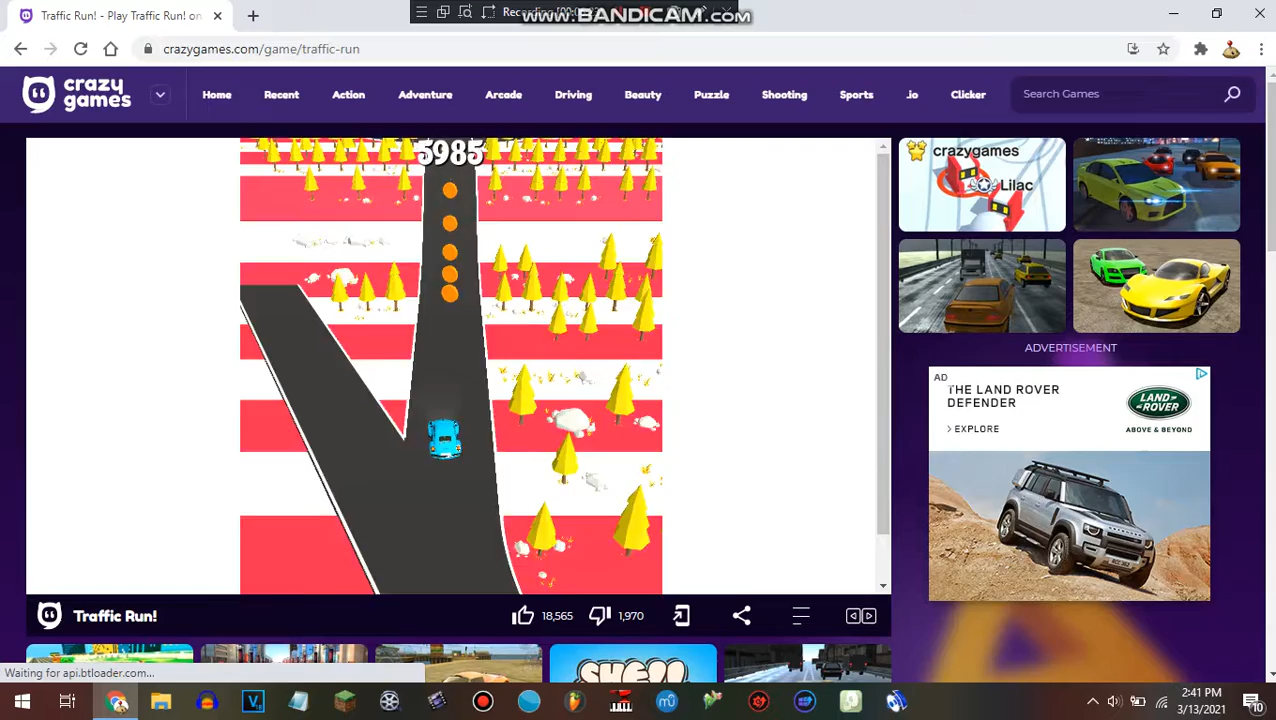 Traffic Run! - Play Traffic Run! on
Recording
WWW.BANDICAM.COM
crazygames.com/game/traffic-run
crazy games
Home
Recent
Action
Adventure
Arcade
Driving
Beauty
Puzzle
Shooting
Sports
.io
Clicker
Search Games
5985
crazygames
Lilac
ADVERTISEMENT
AD
THE LAND ROVER
DEFENDER
> EXPLORE
LAND ROVER
ABOVE & BEYOND
Traffic Run!
18,565
1,970
Waiting for api.btloader.com...
2:41 PM
3/13/2021
10